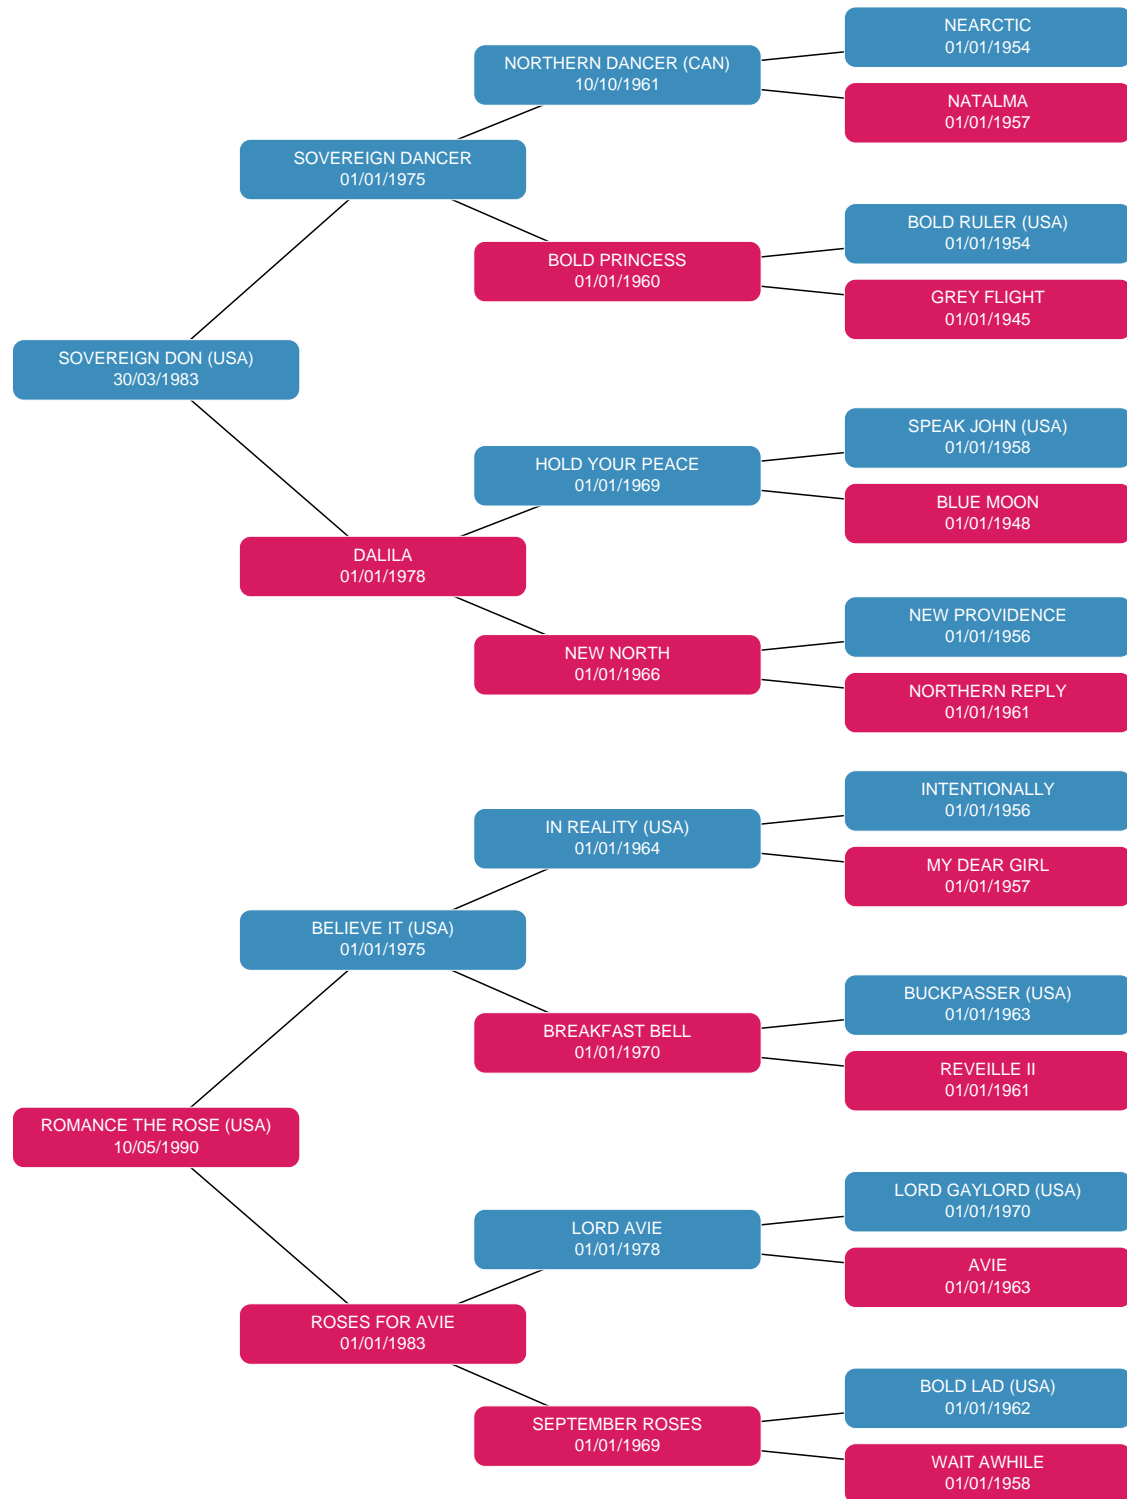 NEARCTIC
01/01/1954
NORTHERN DANCER (CAN)
10/10/1961
NATALMA
01/01/1957
SOVEREIGN DANCER
01/01/1975
BOLD RULER (USA)
01/01/1954
BOLD PRINCESS
01/01/1960
GREY FLIGHT
01/01/1945
SOVEREIGN DON (USA)
30/03/1983
SPEAK JOHN (USA)
01/01/1958
HOLD YOUR PEACE
01/01/1969
BLUE MOON
01/01/1948
DALILA
01/01/1978
NEW PROVIDENCE
01/01/1956
NEW NORTH
01/01/1966
NORTHERN REPLY
01/01/1961
INTENTIONALLY
01/01/1956
IN REALITY (USA)
01/01/1964
MY DEAR GIRL
01/01/1957
BELIEVE IT (USA)
01/01/1975
BUCKPASSER (USA)
01/01/1963
BREAKFAST BELL
01/01/1970
REVEILLE II
01/01/1961
ROMANCE THE ROSE (USA)
10/05/1990
LORD GAYLORD (USA)
01/01/1970
LORD AVIE
01/01/1978
AVIE
01/01/1963
ROSES FOR AVIE
01/01/1983
BOLD LAD (USA)
01/01/1962
SEPTEMBER ROSES
01/01/1969
WAIT AWHILE
01/01/1958